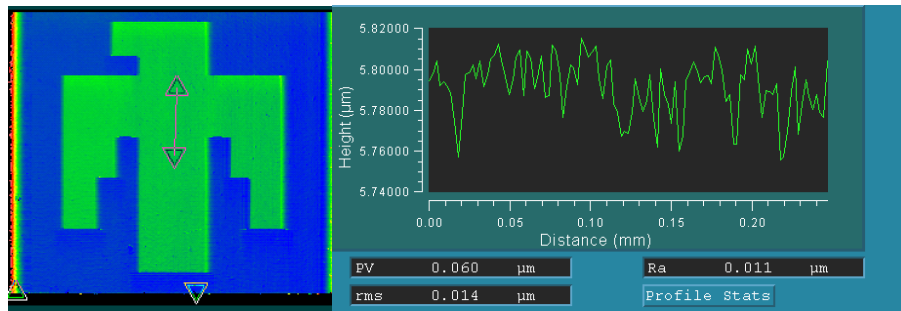 5.82000
5.80000
5.78000
5.76000
5.74000
Height (µm)
0.00 0.05 0.10 0.15 0.20
Distance (mm)
PV 0.060 µm
Ra 0.011 µm
rms 0.014 µm
Profile Stats